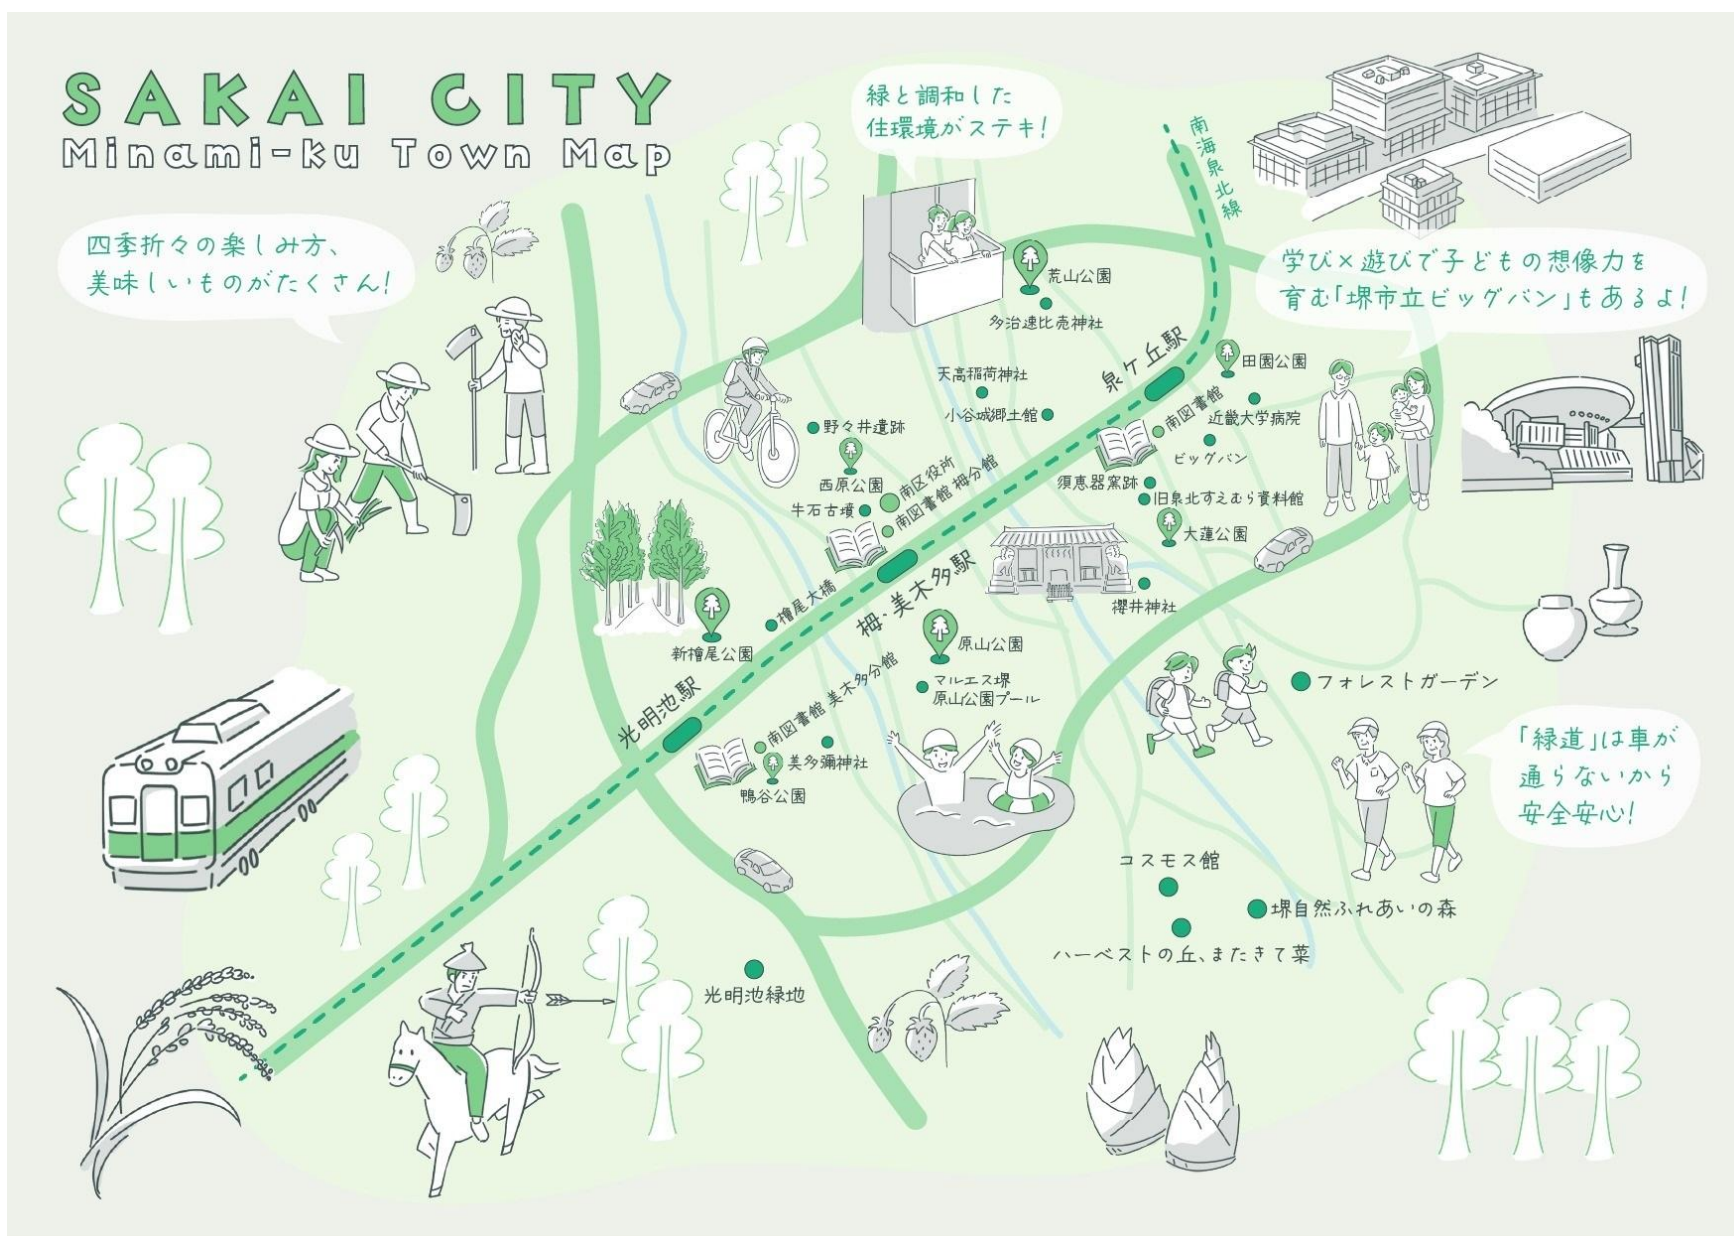 SAKAI CITY
Minami-ku Town Map
緑と調和した
住環境がステキ!
南海泉北線
四季折々の楽しみ方、
美味しいものがたくさん!
学び×遊びで子どもの想像力を
育む「堺市立ビッグバン」もあるよ!
荒山公園
多治速比売神社
泉ケ丘駅
田園公園
天高稲荷神社
小谷城郷土館
南図書館
近畿大学病院
ビッグバン
野々井遺跡
西原公園
南区役所
南図書館 栂分館
牛石古墳
須恵器窯跡
旧泉北すえむら資料館
大蓮公園
栂・美木多駅
櫻井神社
檜尾大橋
新檜尾公園
原山公園
マルエス堺
原山公園プール
光明池駅
南図書館 美木多分館
美多彌神社
鴨谷公園
フォレストガーデン
「緑道」は車が
通らないから
安全安心!
コスモス館
堺自然ふれあいの森
ハーベストの丘、またきて菜
光明池緑地